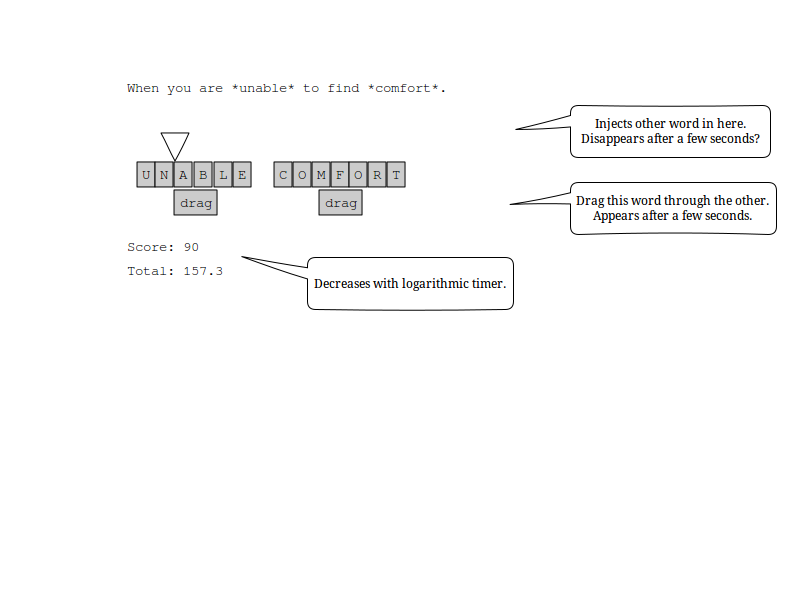 When you are *unable* to find *comfort*.
Injects other word in here.
Disappears after a few seconds?
U N A B L E C O M F O R T
drag drag
Drag this word through the other.
Appears after a few seconds.
Score: 90
Total: 157.3
Decreases with logarithmic timer.